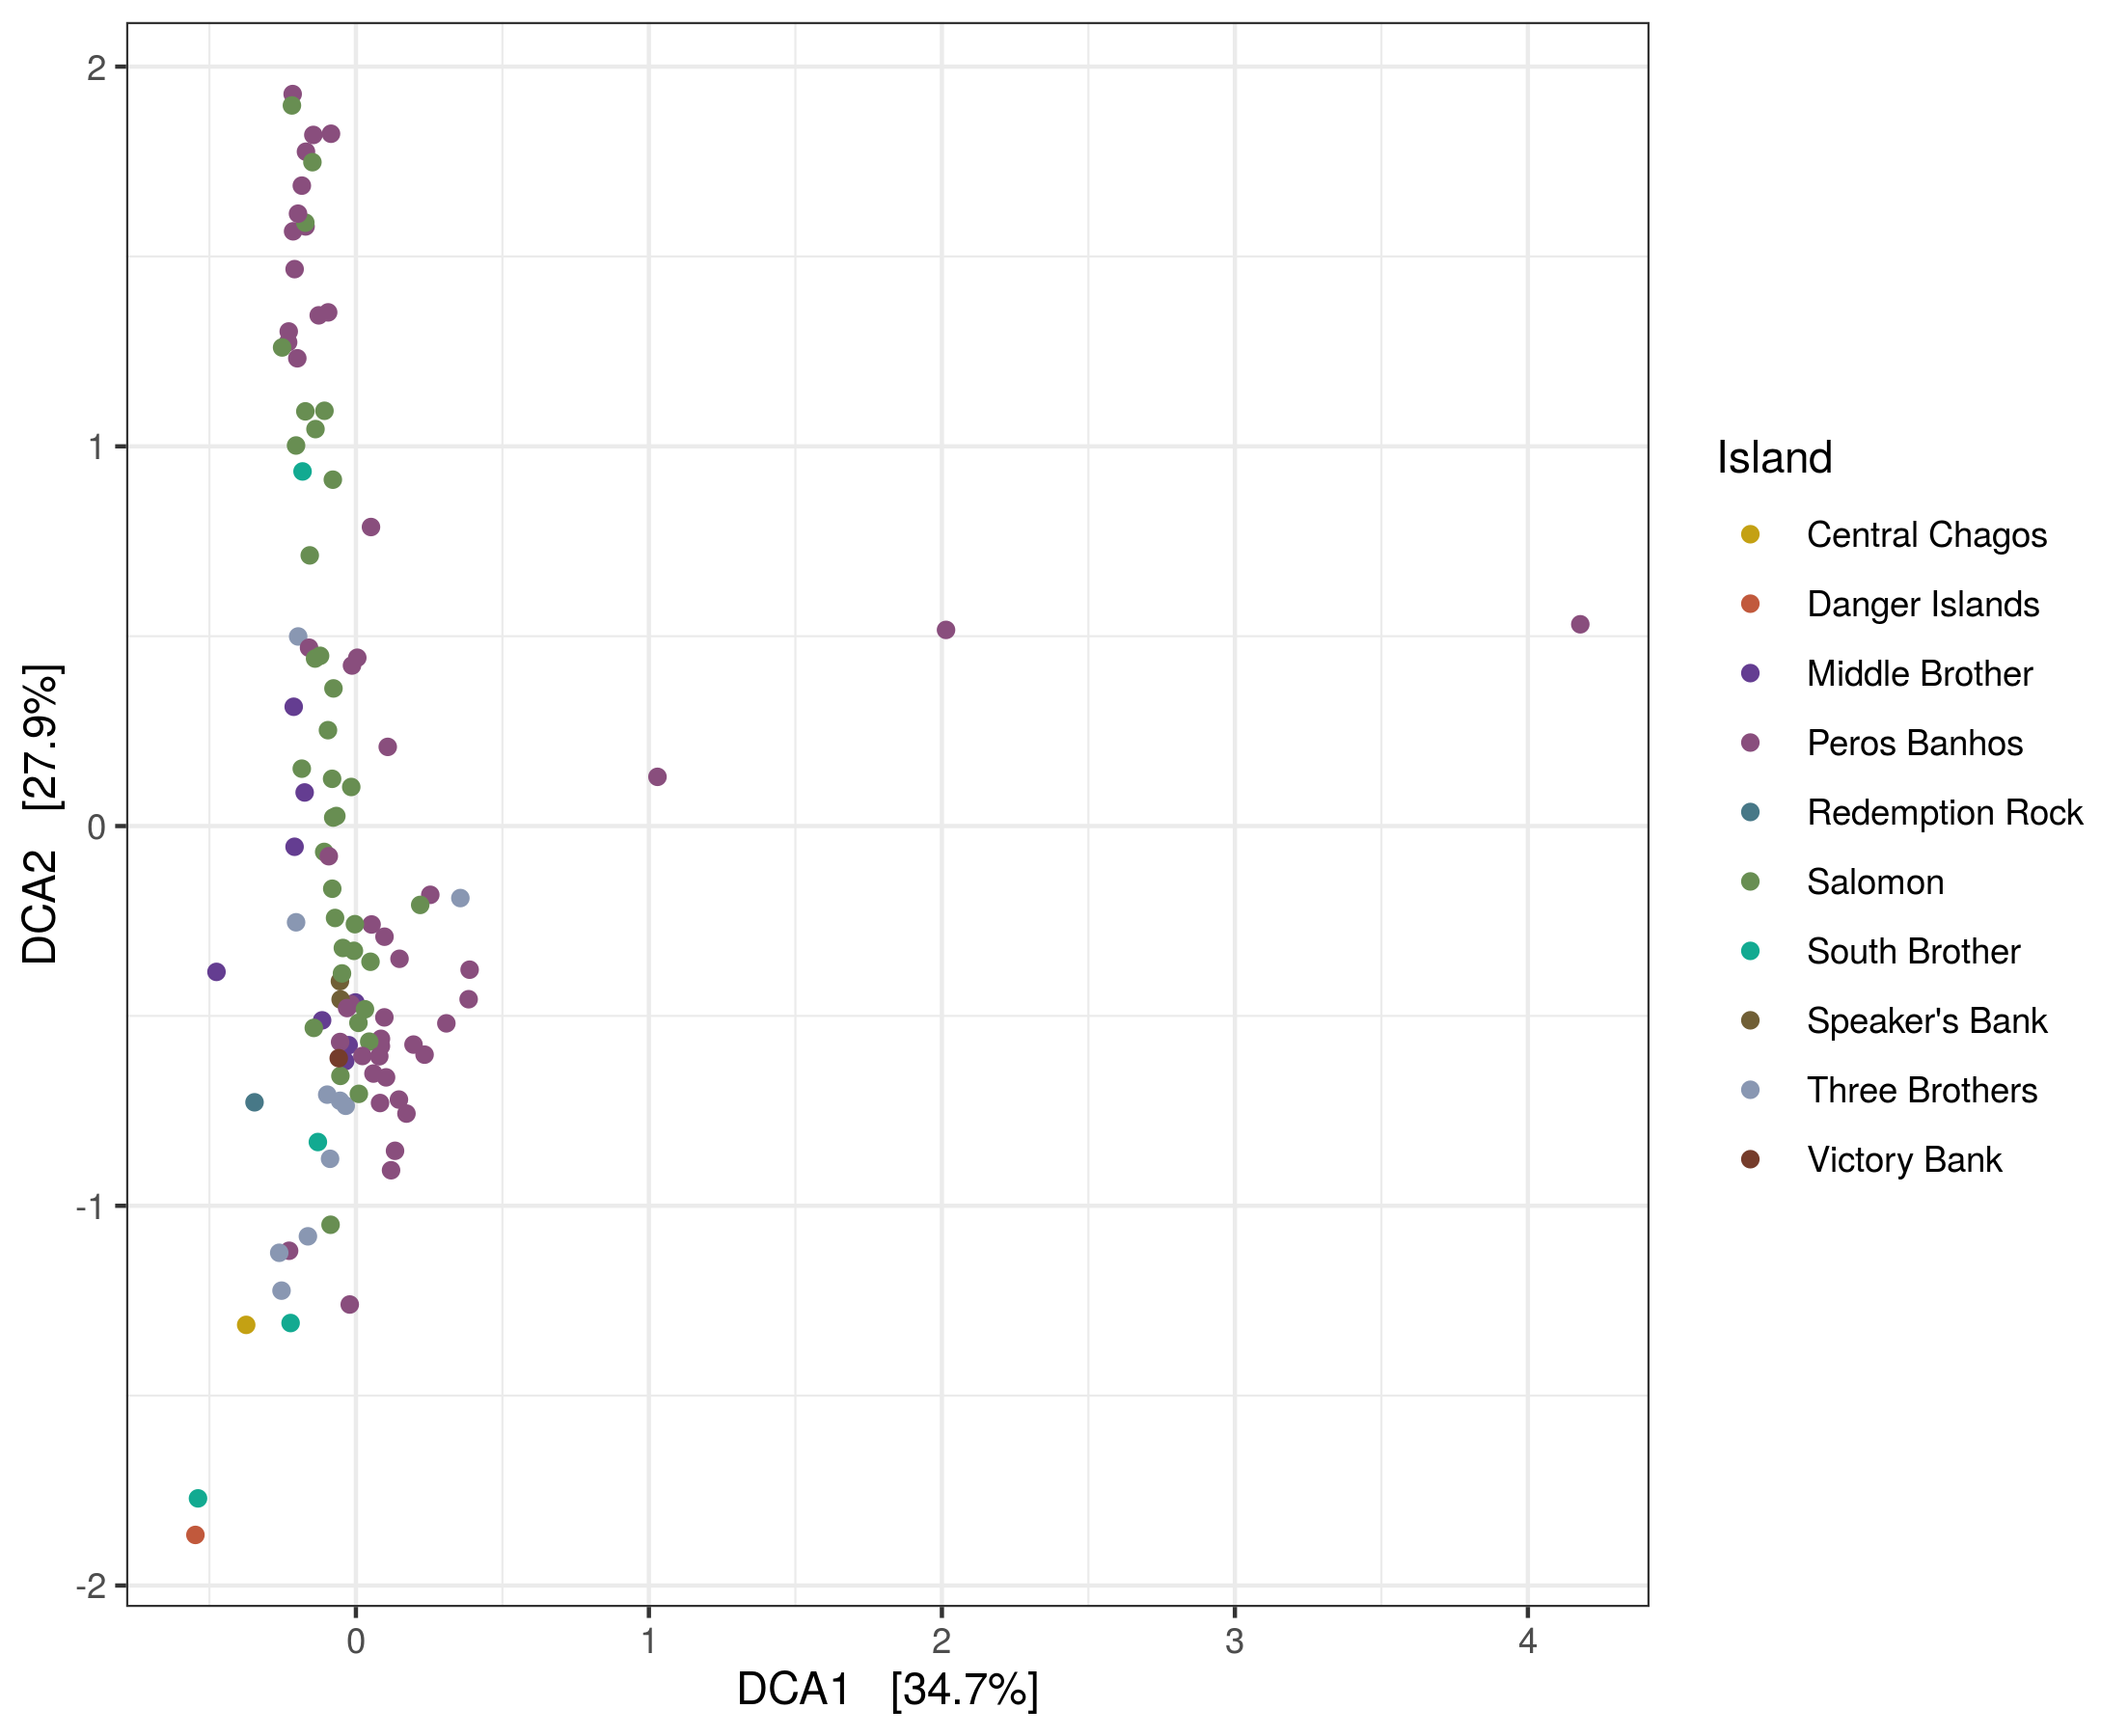 2
1
0
-1
-2
DCA2 [27.9%]
0 1 2 3 4
DCA1 [34.7%]
Island
Central Chagos
Danger Islands
Middle Brother
Peros Banhos
Redemption Rock
Salomon
South Brother
Speaker's Bank
Three Brothers
Victory Bank